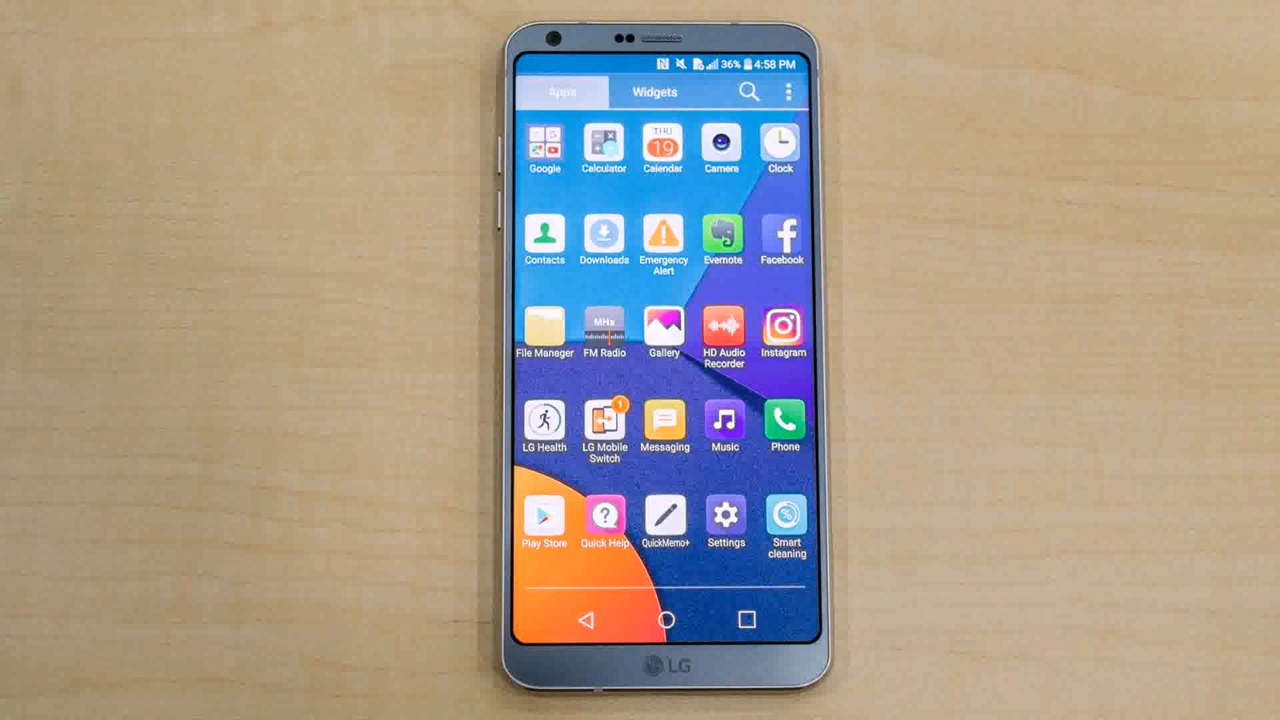 36% 4:58 PM
Apps Widgets
THU
19
Google Calculator Calendar Camera Clock
Contacts Downloads Emergency Alert Evernote Facebook
MHz
File Manager FM Radio Gallery HD Audio Recorder Instagram
1
LG Health LG Mobile Switch Messaging Music Phone
Play Store Quick Help QuickMemo+ Settings Smart cleaning
LG